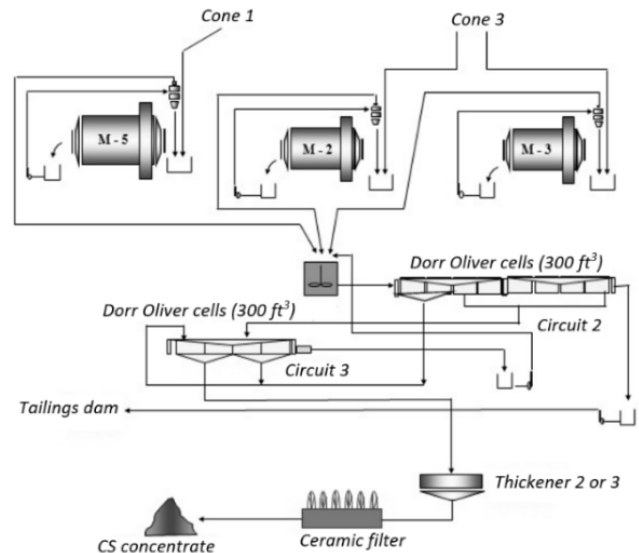 Cone 1
Cone 3
M - 5
M - 2
M - 3
Dorr Oliver cells (300 ft³)
Dorr Oliver cells (300 ft³)
Circuit 2
Circuit 3
Tailings dam
Thickener 2 or 3
Ceramic filter
CS concentrate